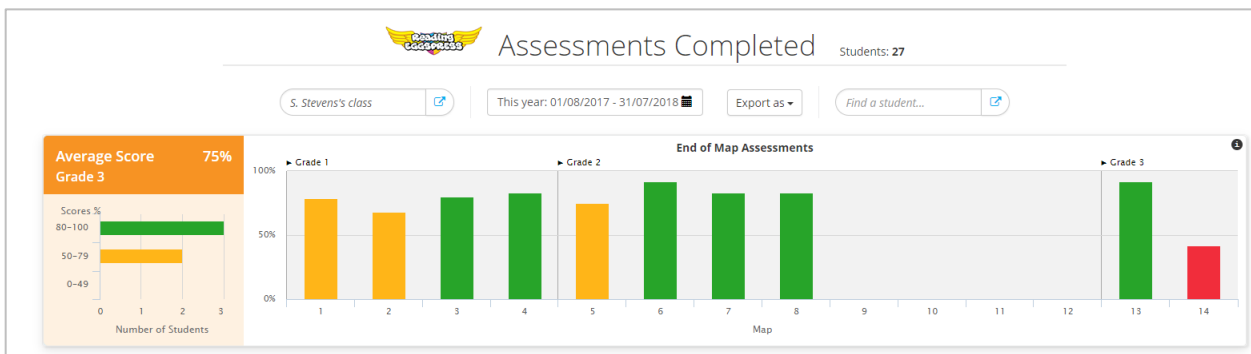 Reading
EGGSPRESS
Assessments Completed
Students: 27
S. Stevens's class
This year: 01/08/2017 - 31/07/2018
Export as
Find a student...
Average Score 75%
Grade 3
Scores %
80–100
50–79
0–49
0 1 2 3
Number of Students
End of Map Assessments
► Grade 1 ► Grade 2 ► Grade 3
100%
50%
0%
1 2 3 4 5 6 7 8 9 10 11 12 13 14
Map